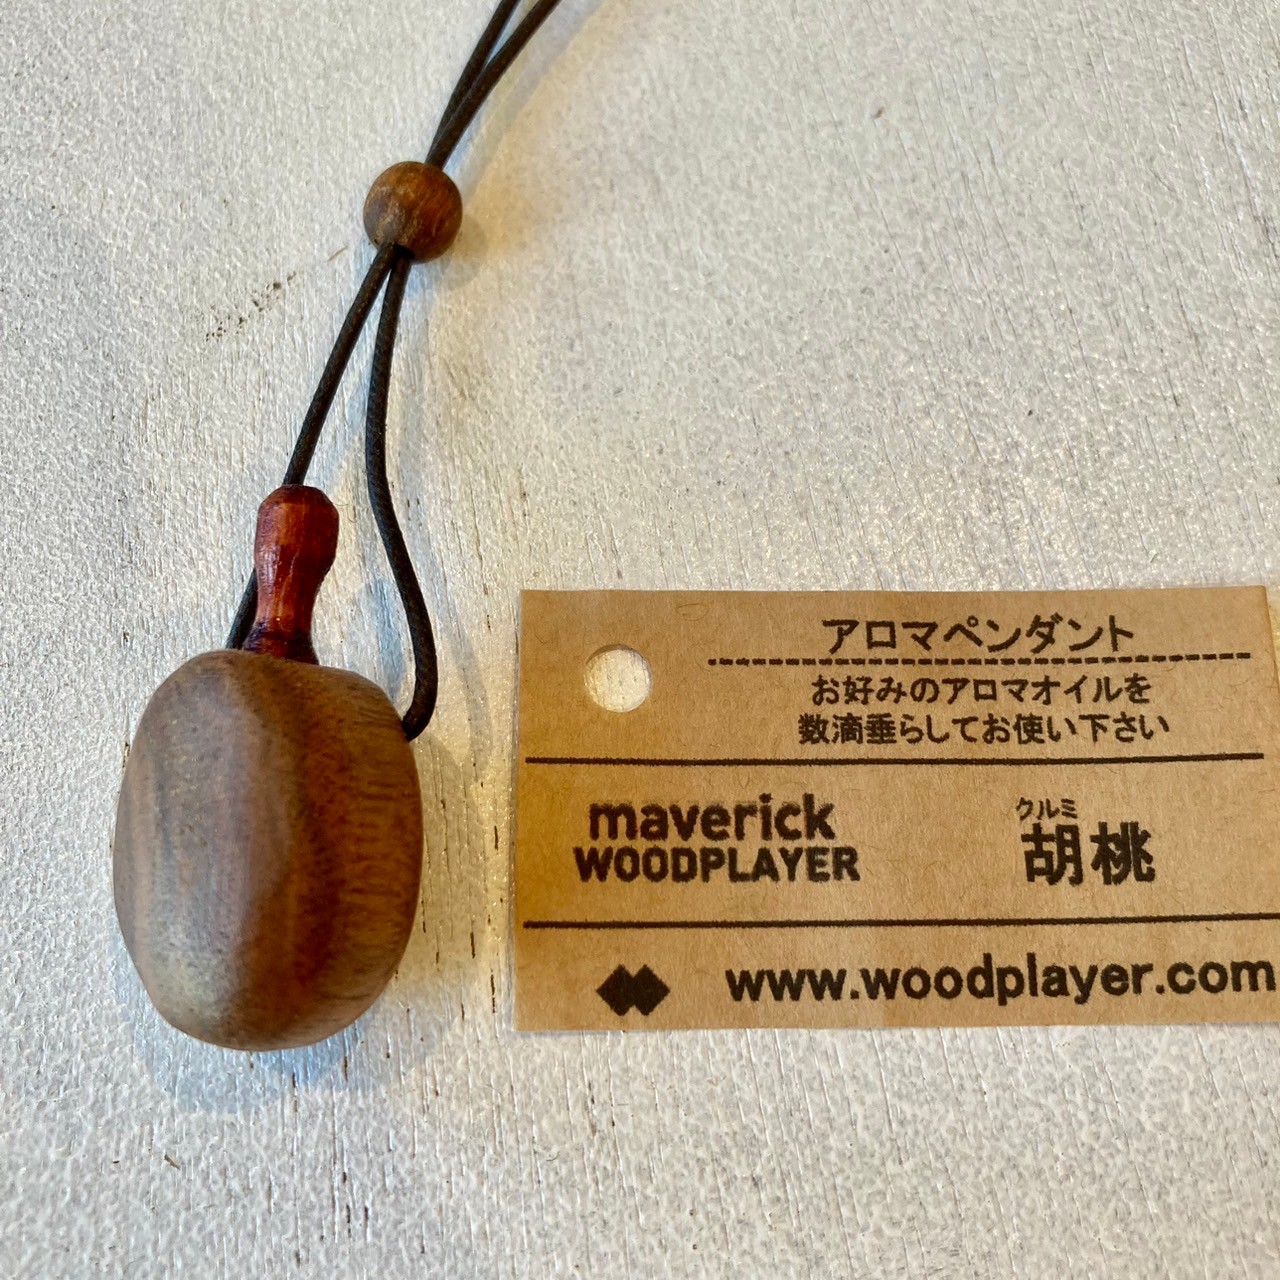 アロマペンダント
お好みのアロマオイルを
数滴垂らしてお使い下さい
maverick
WOODPLAYER
クルミ
胡桃
www.woodplayer.com